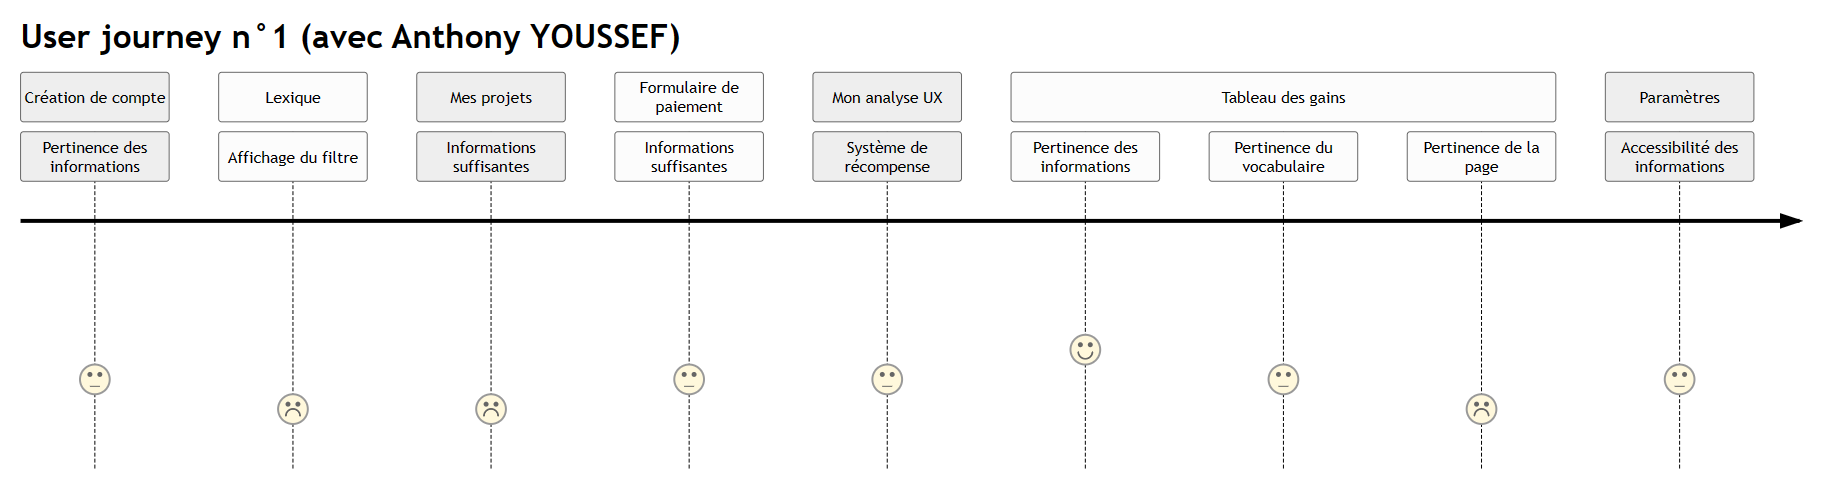 User journey n°1 (avec Anthony YOUSSEF)
Création de compte
Lexique
Mes projets
Formulaire de
paiement
Mon analyse UX
Tableau des gains
Paramètres
Pertinence des
informations
Affichage du filtre
Informations
suffisantes
Informations
suffisantes
Système de
récompense
Pertinence des
informations
Pertinence du
vocabulaire
Pertinence de la
page
Accessibilité des
informations